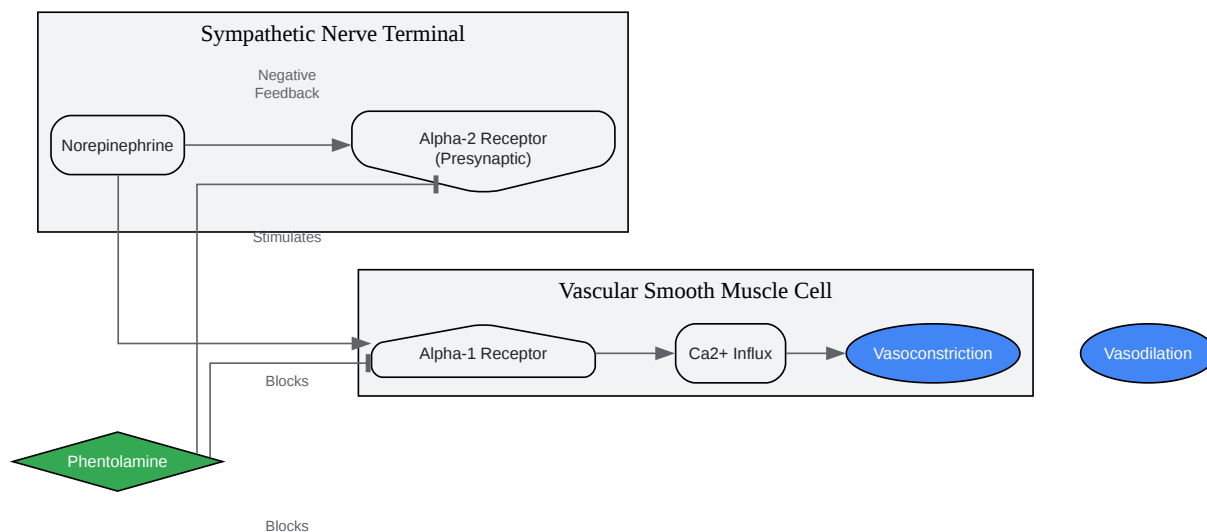 Sympathetic Nerve Terminal
Negative
Feedback
Norepinephrine
Alpha-2 Receptor
(Presynaptic)
Stimulates
Vascular Smooth Muscle Cell
Alpha-1 Receptor
Ca2+ Influx
Vasoconstriction
Vasodilation
Blocks
Phentolamine
Blocks